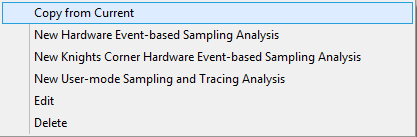 Copy from Current
New Hardware Event-based Sampling Analysis
New Knights Corner Hardware Event-based Sampling Analysis
New User-mode Sampling and Tracing Analysis
Edit
Delete